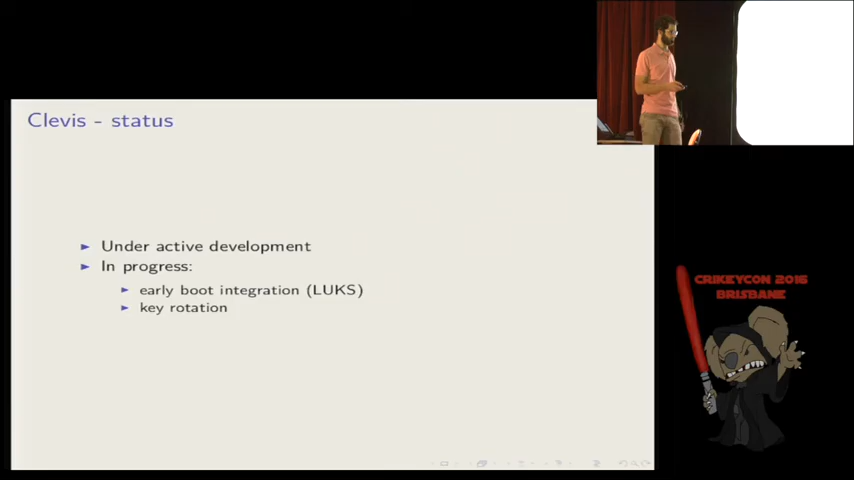 Clevis - status
Under active development
In progress:
early boot integration (LUKS)
key rotation
CRIKEYCON 2016
BRISBANE